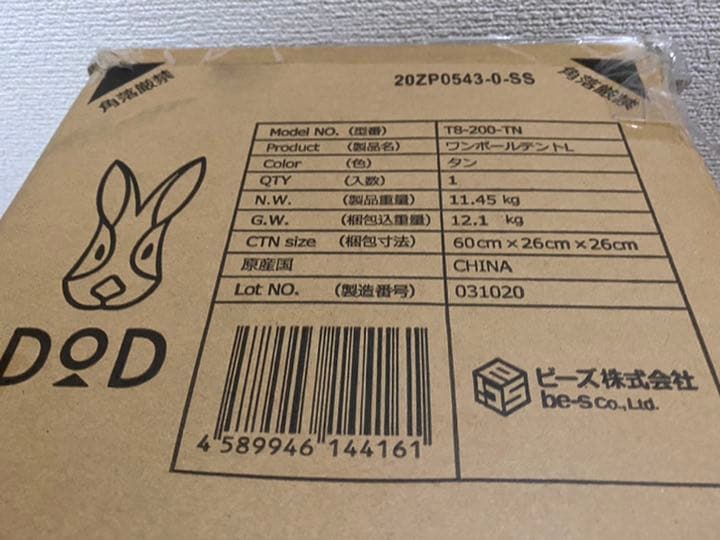 角落厳禁
20ZP0543-0-SS
角落厳禁
Model NO. (型番) T8-200-TN
Product (製品名) ワンポールテントL
Color (色) タン
QTY (入数) 1
N.W. (製品重量) 11.45 kg
G.W. (梱包込重量) 12.1 kg
CTN size (梱包寸法) 60cm×26cm×26cm
原産国 CHINA
Lot NO. (製造番号) 031020
DOD
4 589946 144161
ビーズ株式会社
be-s Co.,Ltd.